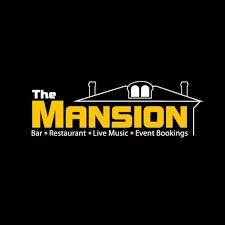 The
MANSION
Bar • Restaurant • Live Music • Event Bookings